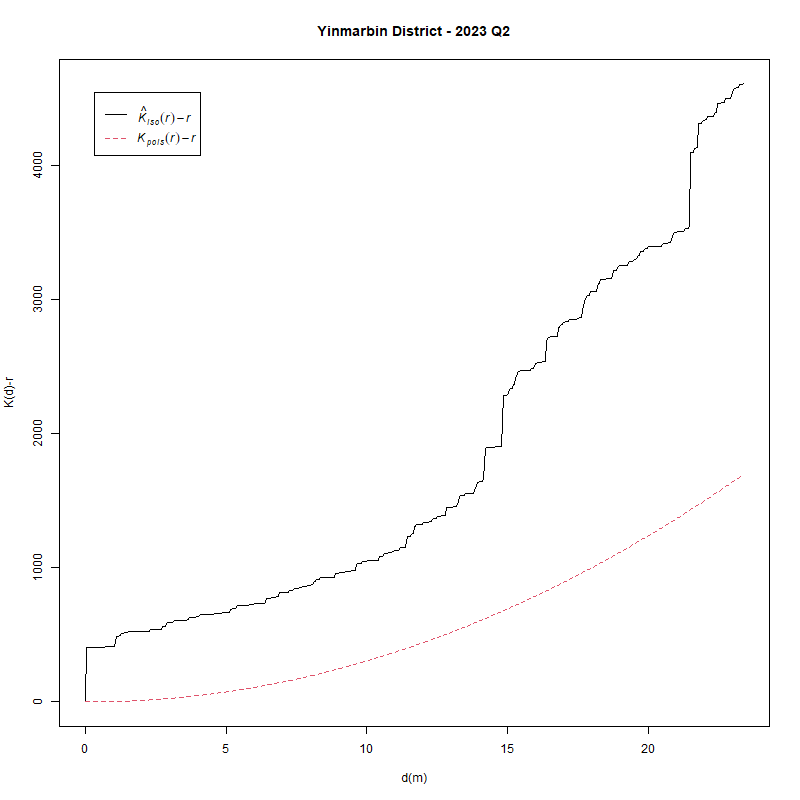 Yinmarbin District - 2023 Q2
K̂iso(r) − r
Kpois(r) − r
K(d)-r
4000
3000
2000
1000
0
0 5 10 15 20
d(m)